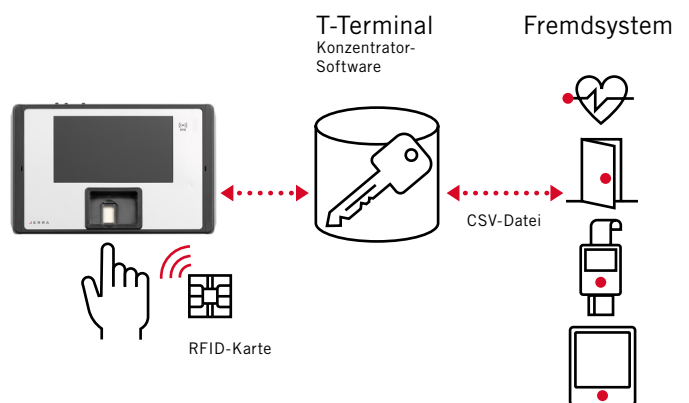 T-Terminal
Konzentrator-
Software
Fremdsystem
JERRA
CSV-Datei
RFID-Karte